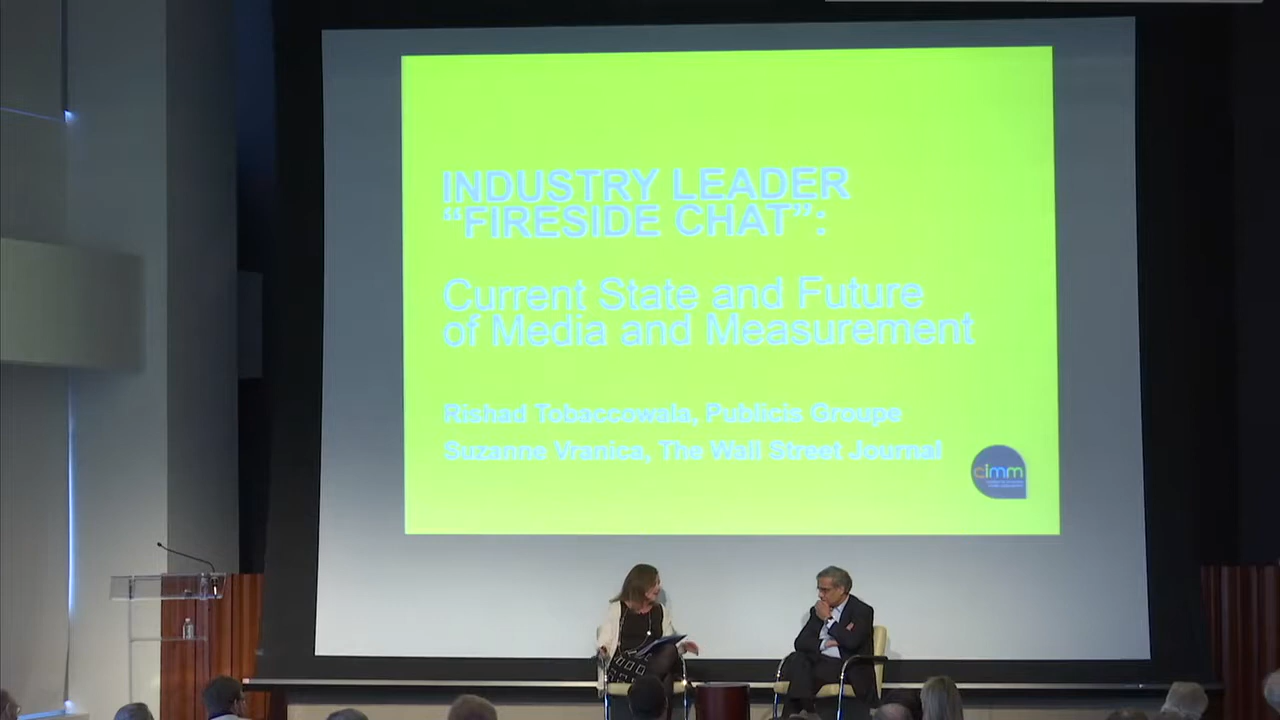 INDUSTRY LEADER
“FIRESIDE CHAT”:
Current State and Future
of Media and Measurement
Rishad Tobaccowala, Publicis Groupe
Suzanne Vranica, The Wall Street Journal
cimm